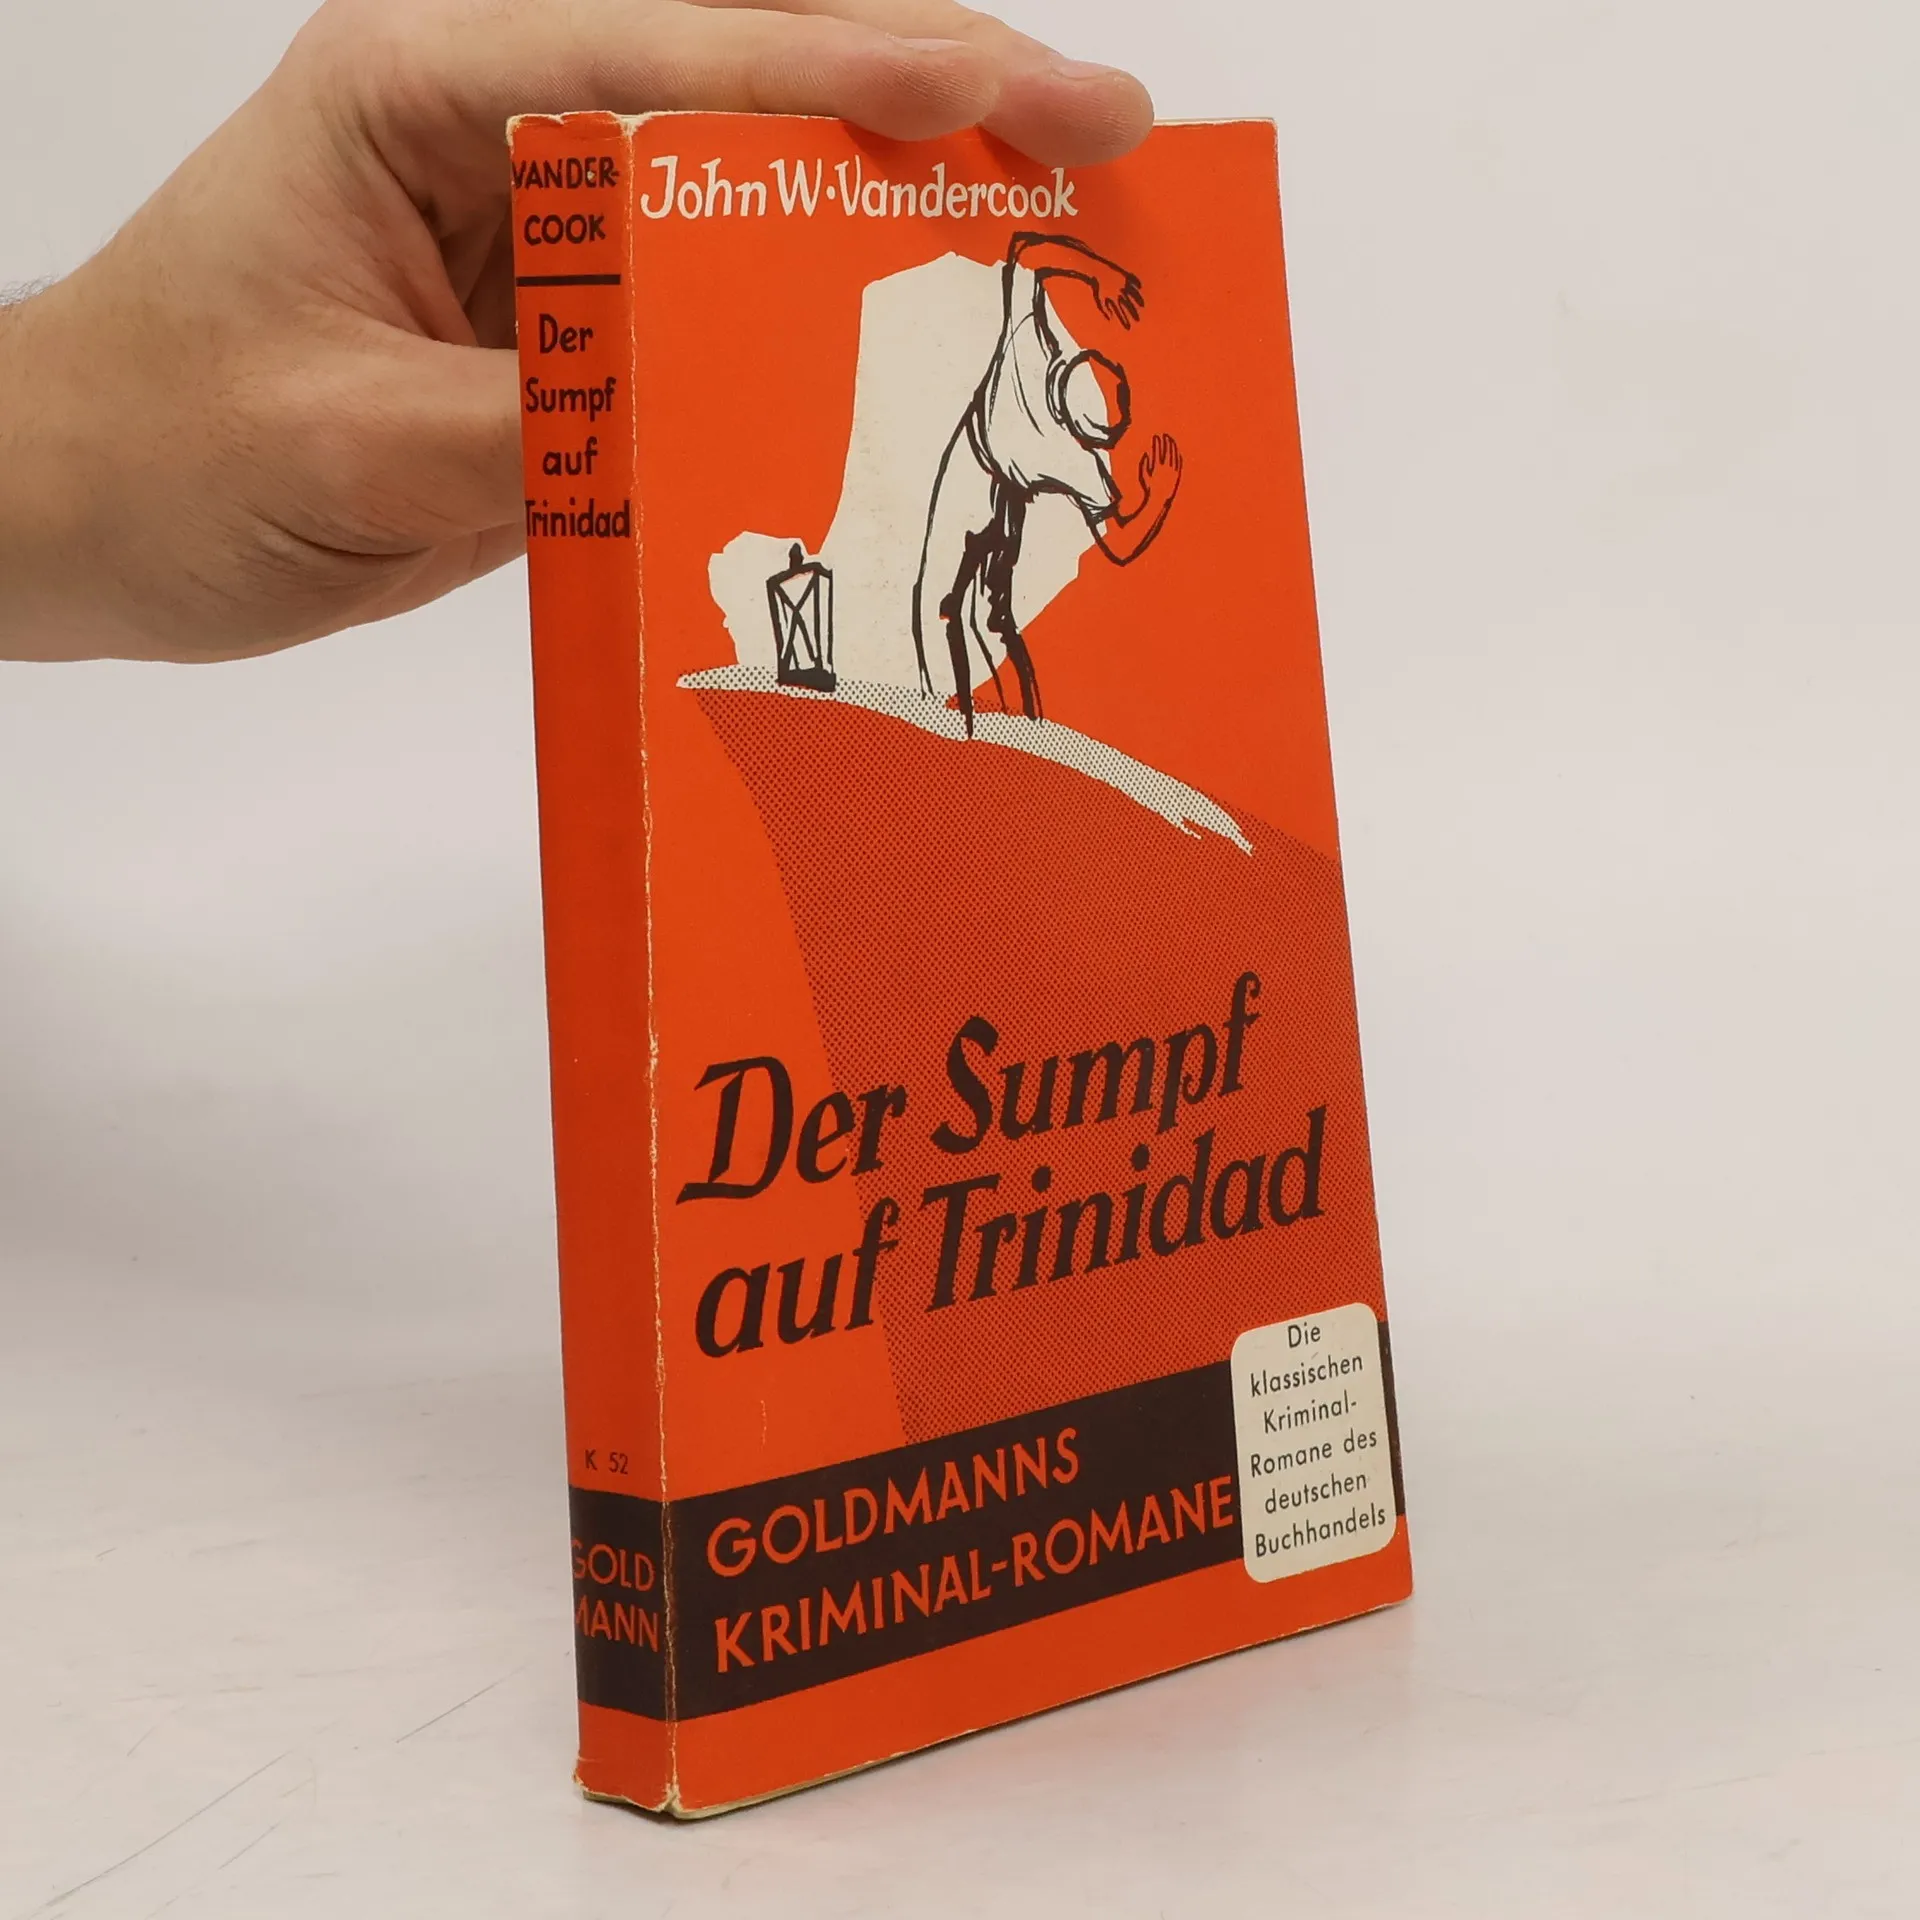 VANDER-
COOK
Der
Sumpf
auf
Trinidad
K 52
GOLD
MANN
John W. Vandercook
Der Sumpf
auf Trinidad
GOLDMANNS
KRIMINAL-ROMANE
Die
klassischen
Kriminal-
Romane des
deutschen
Buchhandels